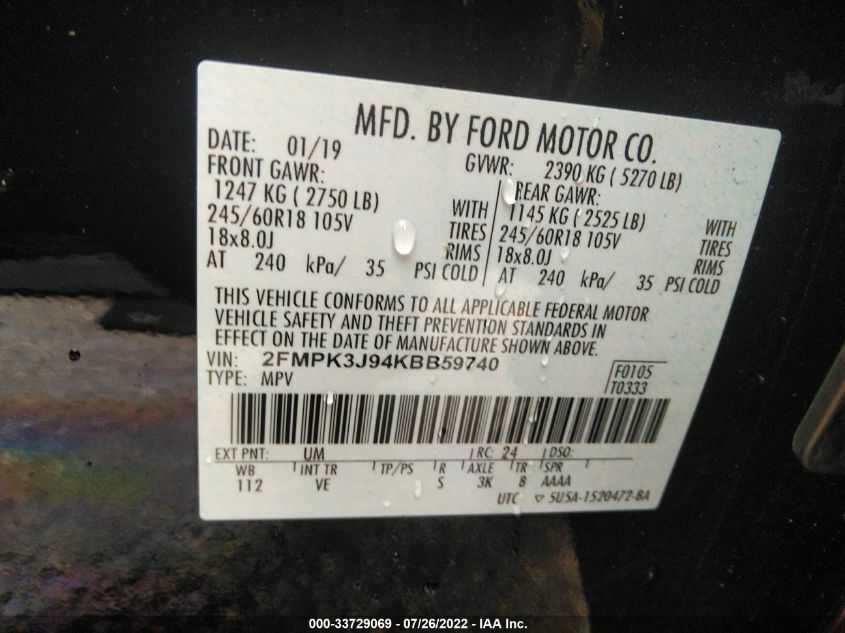 MFD. BY FORD MOTOR CO.
DATE: 01/19
GVWR: 2390 KG ( 5270 LB)
FRONT GAWR:
1247 KG ( 2750 LB)
245/60R18 105V
18x8.0J
AT 240 kPa/ 35 PSI COLD
WITH
TIRES
RIMS
REAR GAWR:
1145 KG ( 2525 LB)
245/60R18 105V
18x8.0J
AT 240 kPa/ 35 PSI COLD
WITH
TIRES
RIMS
THIS VEHICLE CONFORMS TO ALL APPLICABLE FEDERAL MOTOR
VEHICLE SAFETY AND THEFT PREVENTION STANDARDS IN
EFFECT ON THE DATE OF MANUFACTURE SHOWN ABOVE.
VIN: 2FMPK3J94KBB59740
TYPE: MPV
F0105
T0333
EXT PNT: UM RC: 24 DSO:
WB INT TR TP/PS R AXLE TR SPR
112 VE S 3K 8 AAAA
UTC ▽ 5U5A-1520472-BA
000-33729069 - 07/26/2022 - IAA Inc.